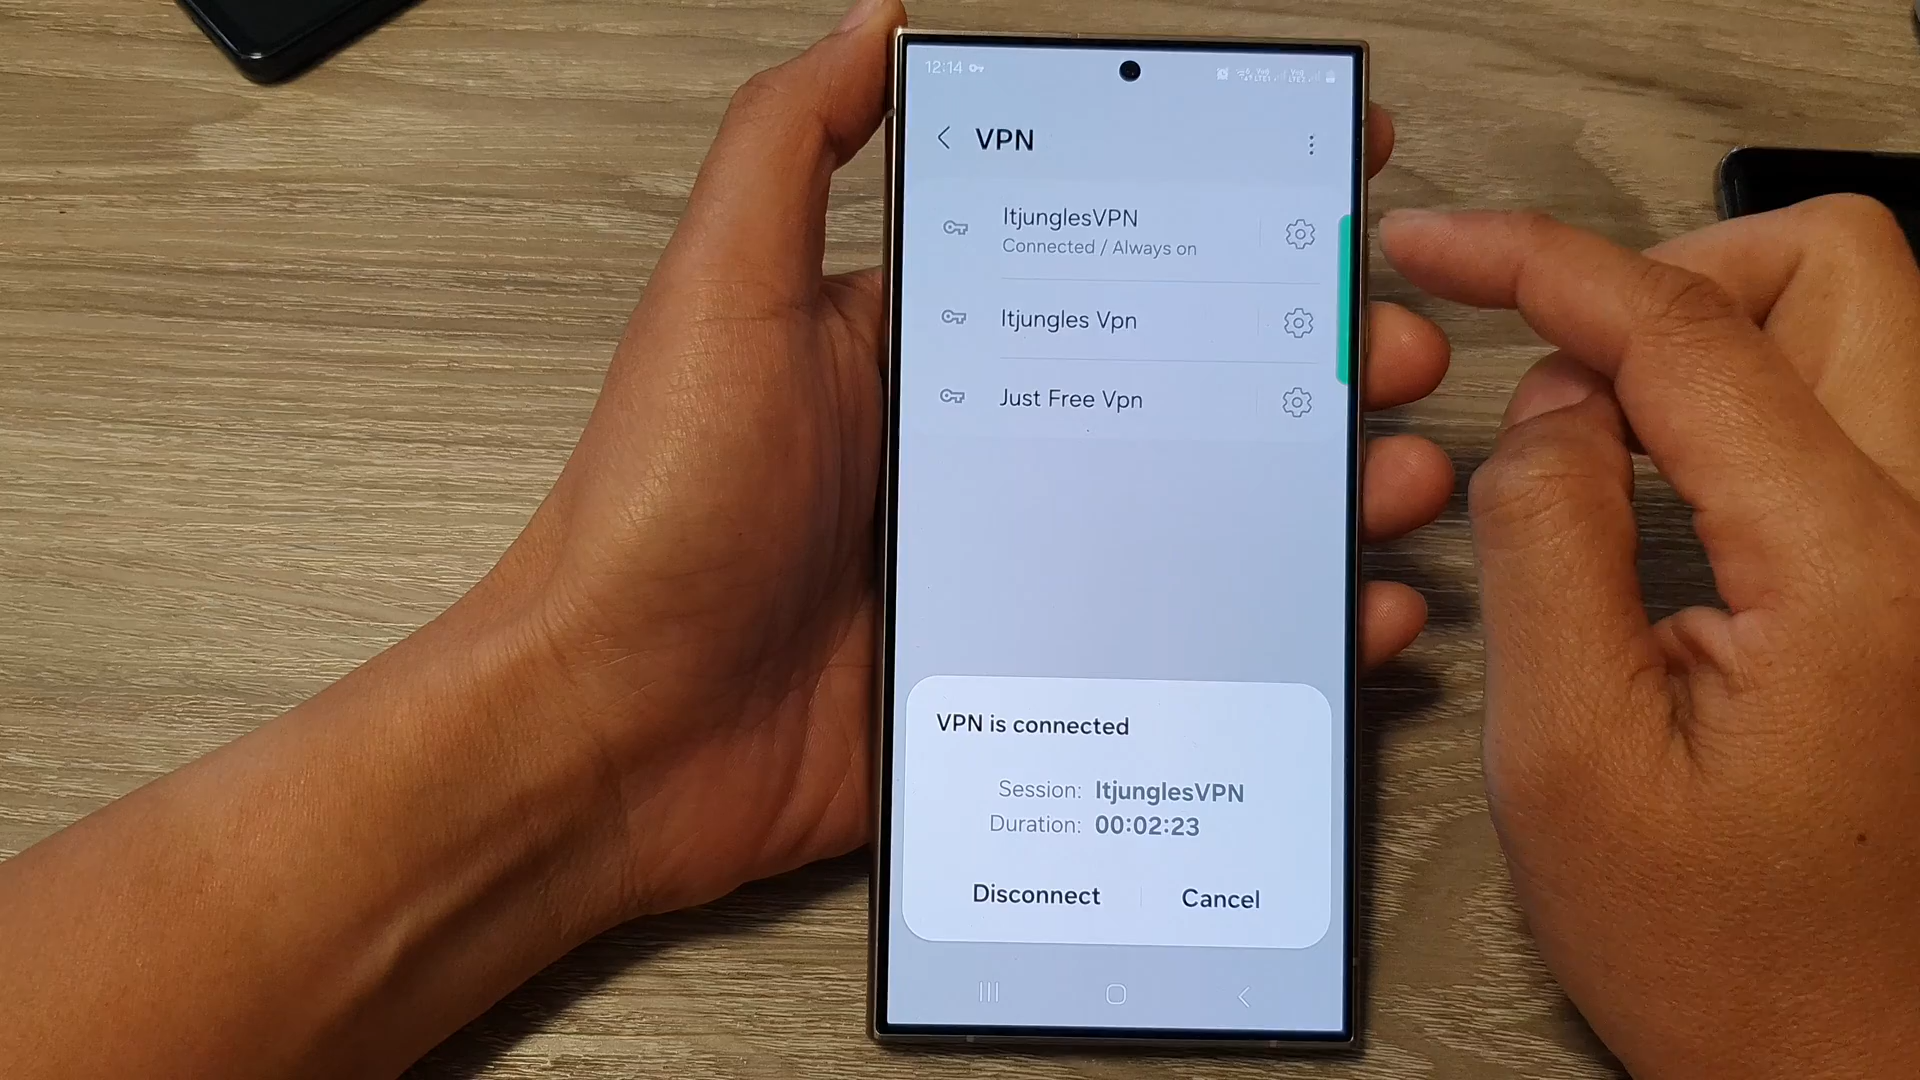 12:14
VPN
ItjunglesVPN
Connected / Always on
Itjungles Vpn
Just Free Vpn
VPN is connected
Session: ItjunglesVPN
Duration: 00:02:23
Disconnect
Cancel